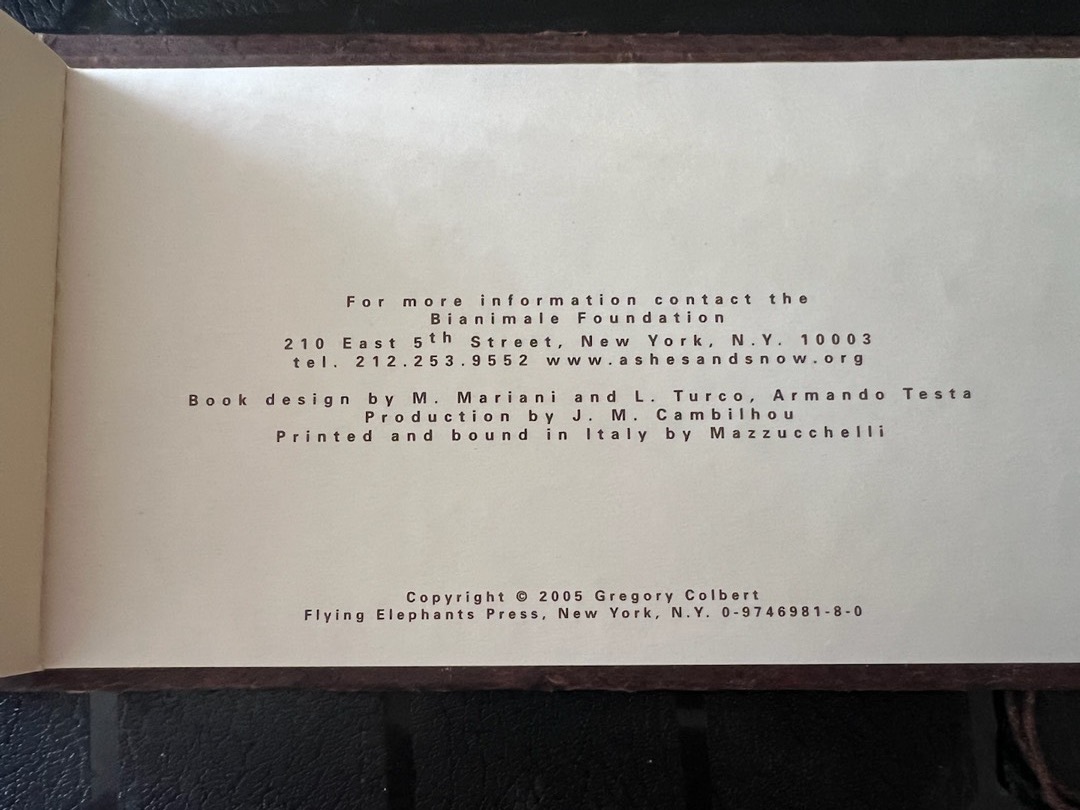 For more information contact the
Bianimale Foundation
210 East 5th Street, New York, N.Y. 10003
tel. 212.253.9552 www.ashesandsnow.org
Book design by M. Mariani and L. Turco, Armando Testa
Production by J. M. Cambilhou
Printed and bound in Italy by Mazzucchelli
Copyright © 2005 Gregory Colbert
Flying Elephants Press, New York, N.Y. 0-9746981-8-0